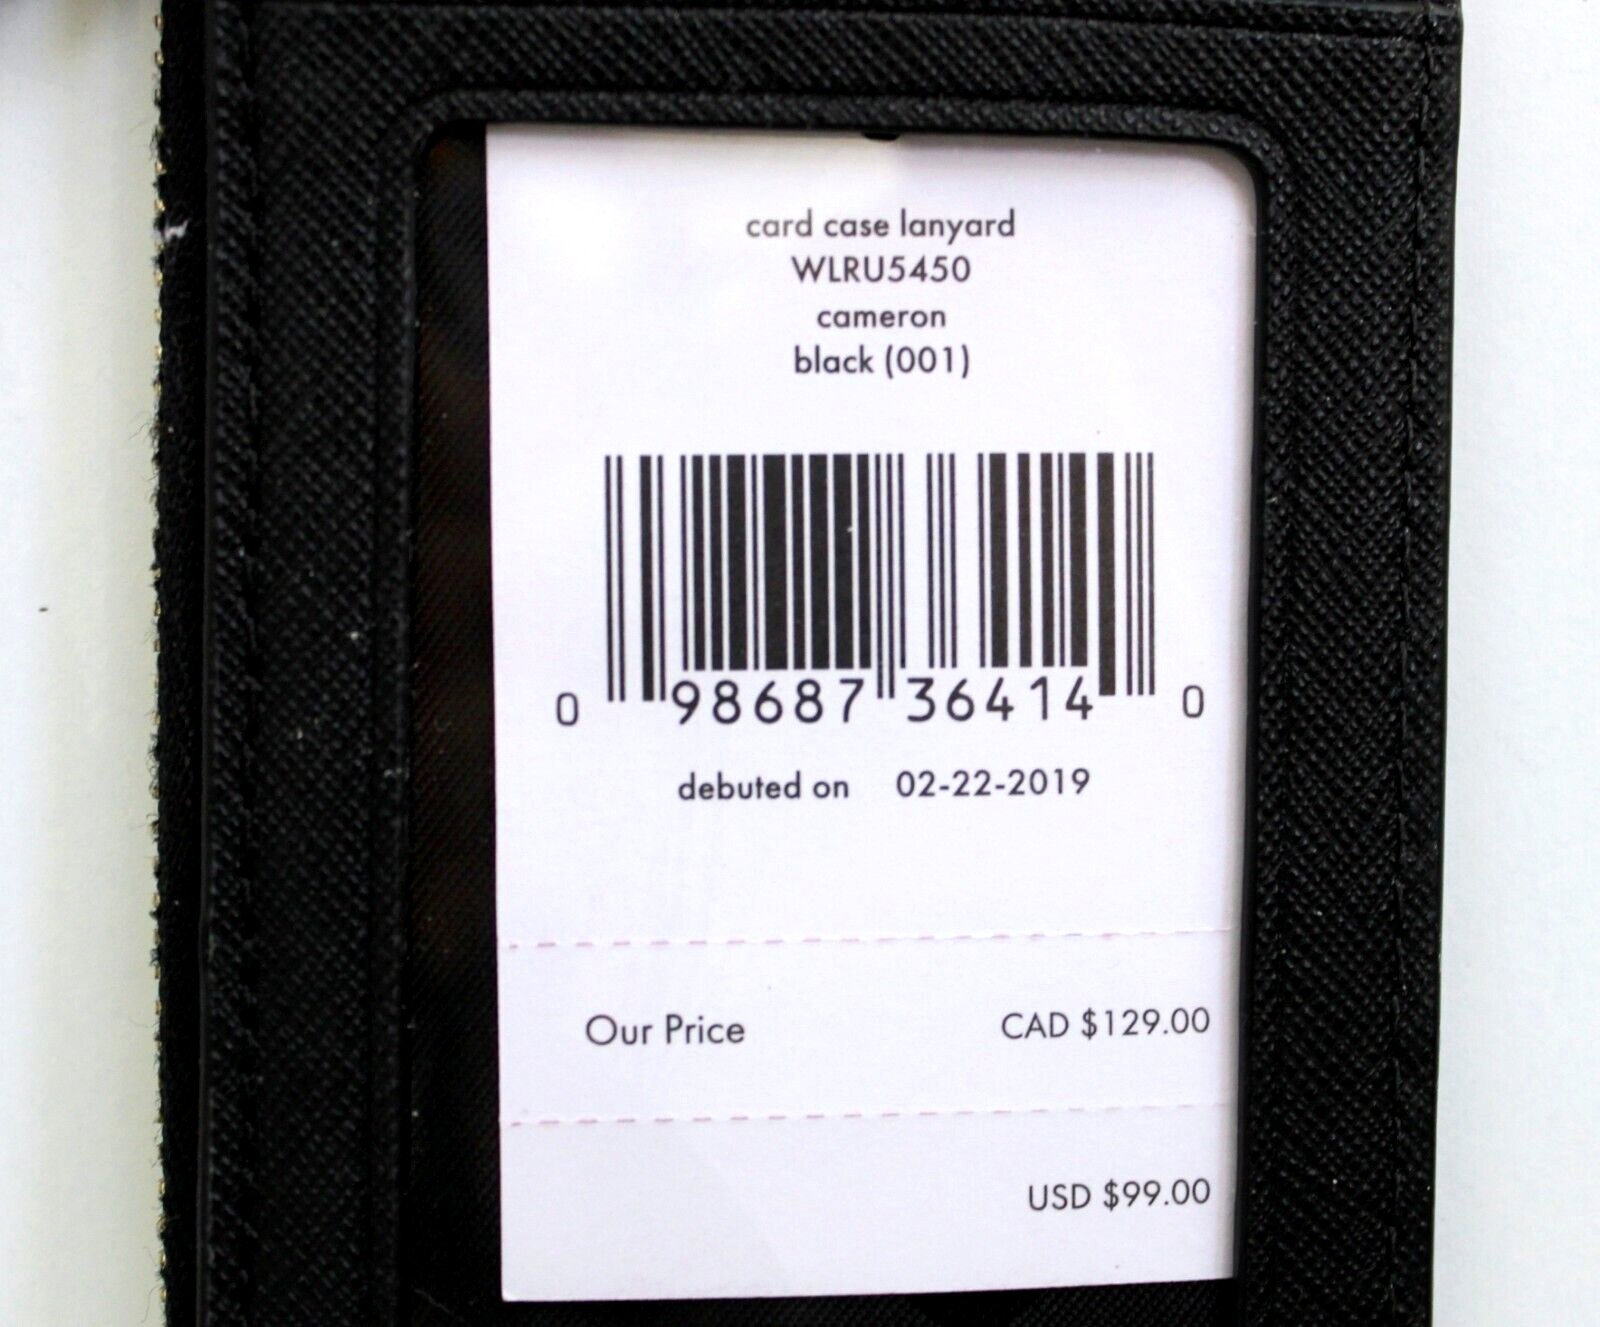 card case lanyard
WLRU5450
cameron
black (001)
0 98687 36414 0
debuted on 02-22-2019
Our Price CAD $129.00
USD $99.00